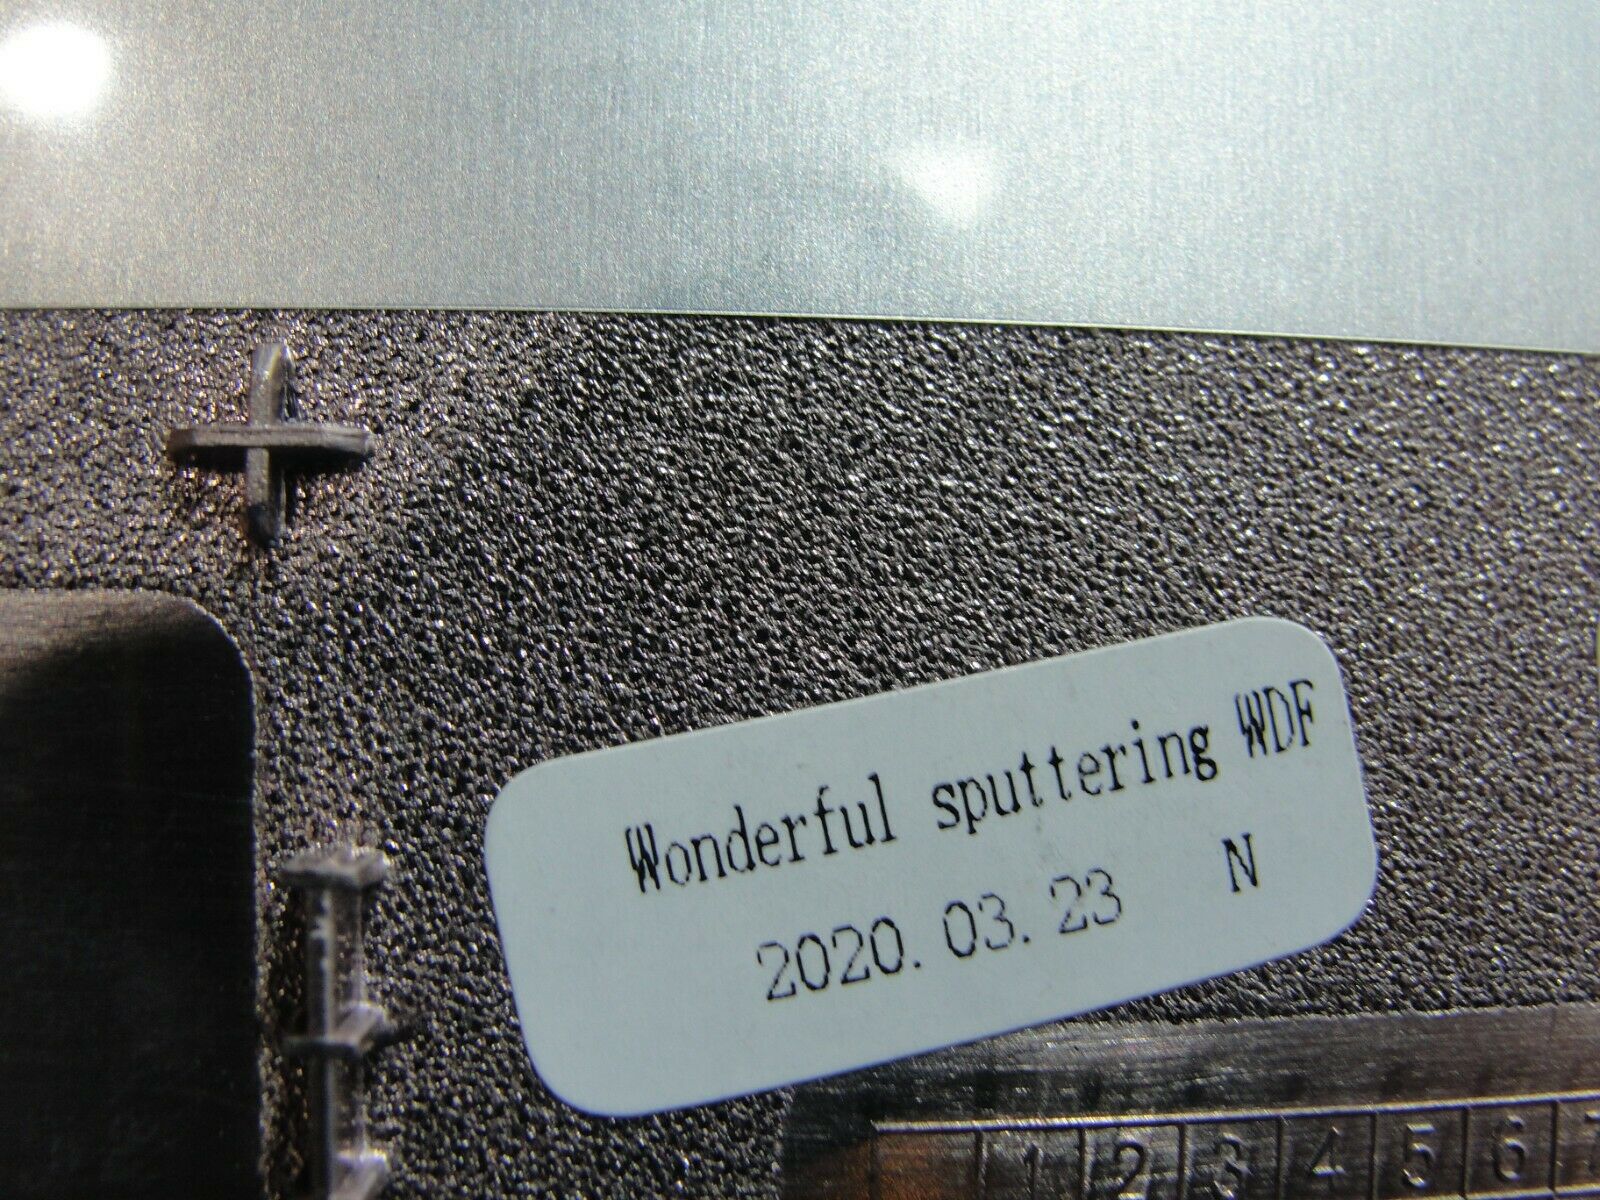 Wonderful sputtering WDF
2020.03.23 N
1 2 3 4 5 6 7